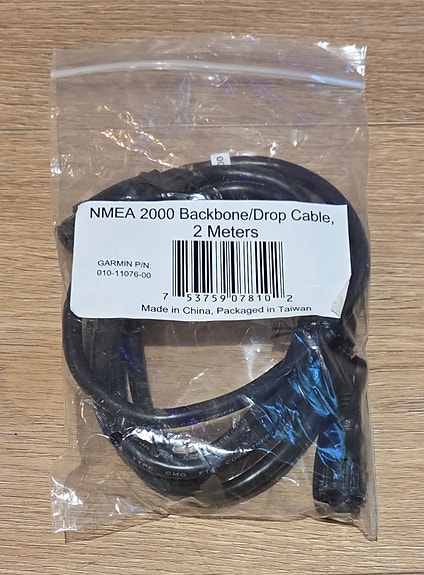 NMEA 2000 Backbone/Drop Cable,
2 Meters
GARMIN P/N:
010-11076-00
7 53759 07810 2
Made in China, Packaged in Taiwan
CMG